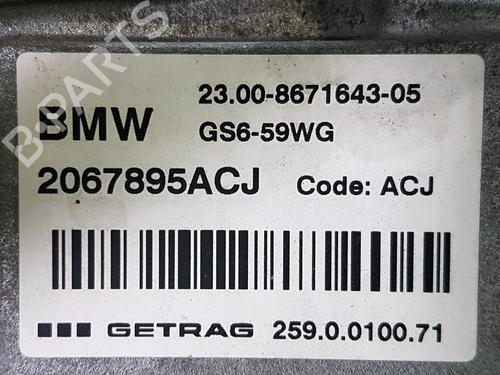 B-PARTS
23.00-8671643-05
BMW
GS6-59WG
2067895ACJ Code: ACJ
GETRAG 259.0.0100.71